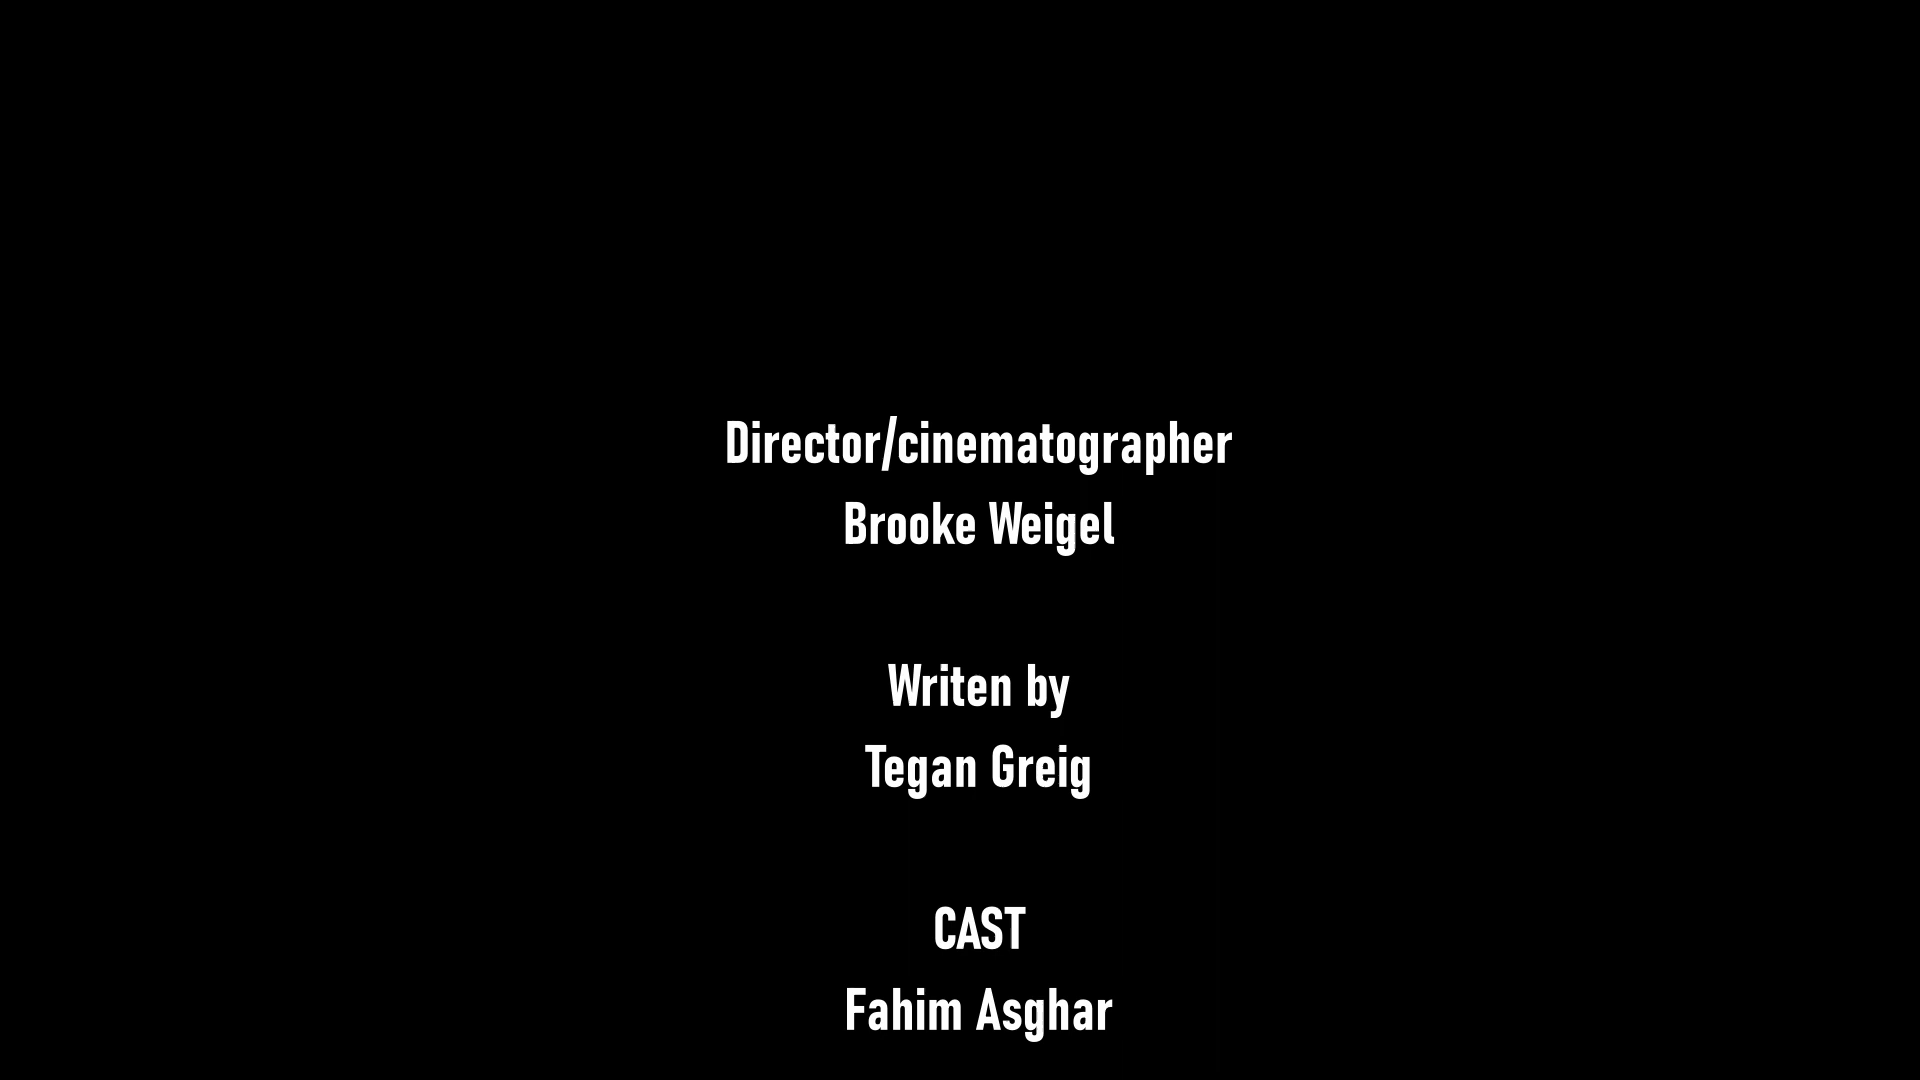 Director/cinematographer
Brooke Weigel
Writen by
Tegan Greig
CAST
Fahim Asghar